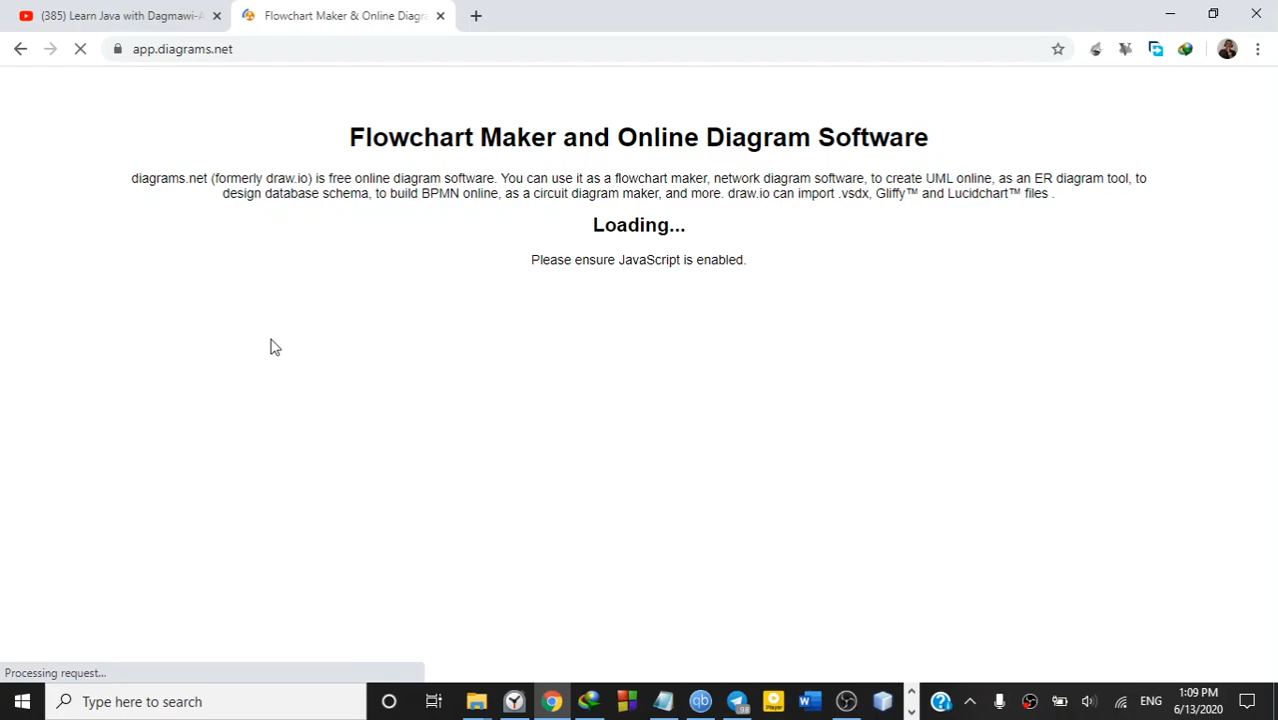 (385) Learn Java with Dagmawi-A
Flowchart Maker & Online Diagra
app.diagrams.net
Flowchart Maker and Online Diagram Software
diagrams.net (formerly draw.io) is free online diagram software. You can use it as a flowchart maker, network diagram software, to create UML online, as an ER diagram tool, to
design database schema, to build BPMN online, as a circuit diagram maker, and more. draw.io can import .vsdx, Gliffy™ and Lucidchart™ files .
Loading...
Please ensure JavaScript is enabled.
Processing request...
Type here to search
qb
98
Player
W
ENG
1:09 PM
6/13/2020